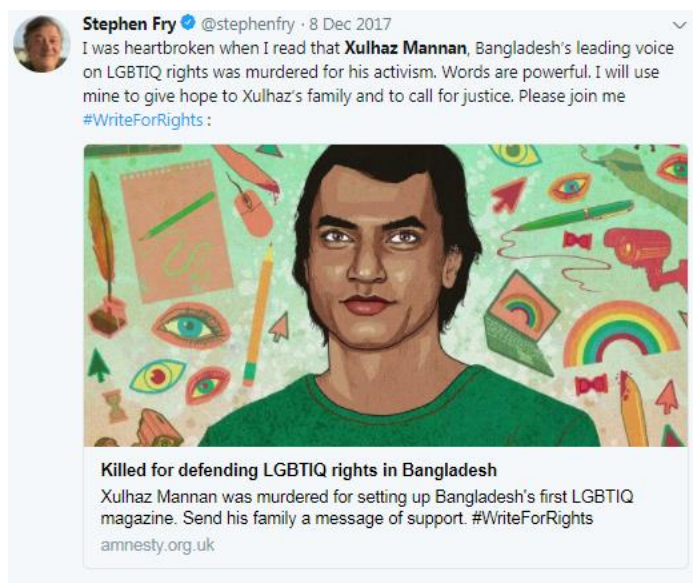 Stephen Fry @stephenfry · 8 Dec 2017
I was heartbroken when I read that Xulhaz Mannan, Bangladesh's leading voice
on LGBTIQ rights was murdered for his activism. Words are powerful. I will use
mine to give hope to Xulhaz's family and to call for justice. Please join me
#WriteForRights :
Killed for defending LGBTIQ rights in Bangladesh
Xulhaz Mannan was murdered for setting up Bangladesh's first LGBTIQ
magazine. Send his family a message of support. #WriteForRights
amnesty.org.uk